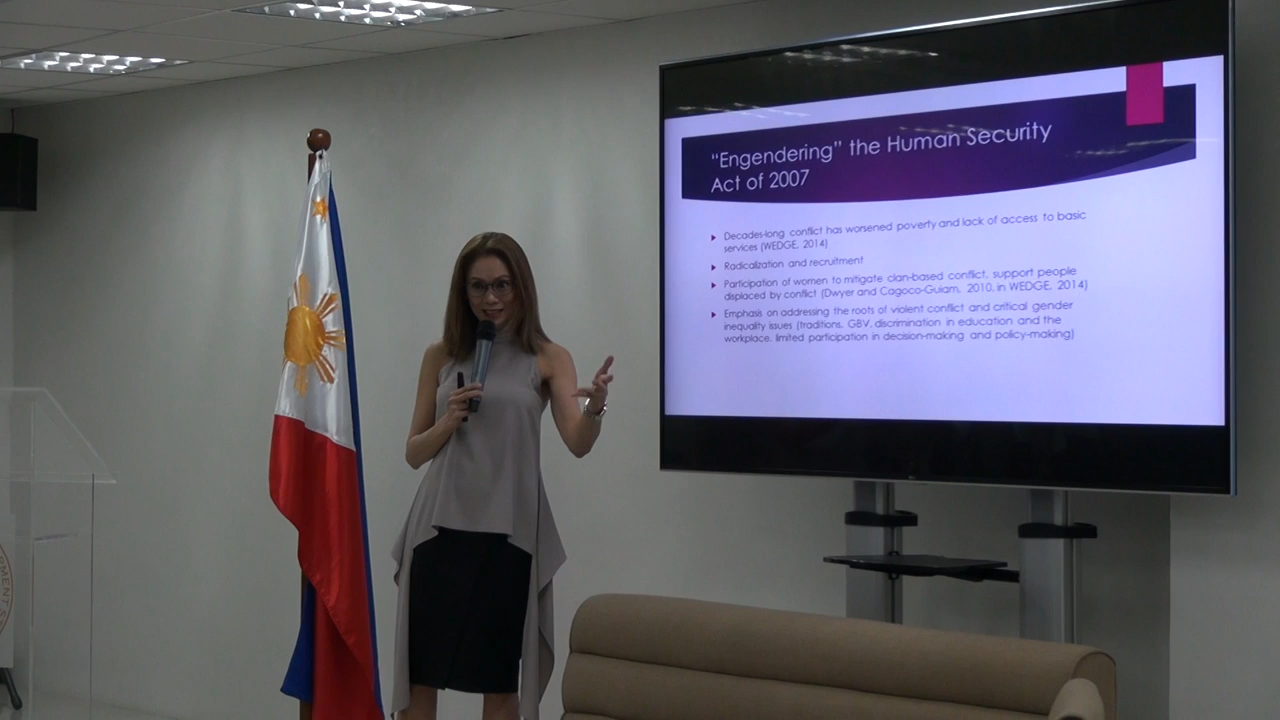 “Engendering” the Human Security
Act of 2007
Decades-long conflict has worsened poverty and lack of access to basic
services (WEDGE, 2014)
Radicalization and recruitment
Participation of women to mitigate clan-based conflict, support people
displaced by conflict (Dwyer and Cagoco-Guiam, 2010, in WEDGE, 2014)
Emphasis on addressing the roots of violent conflict and critical gender
inequality issues (traditions, GBV, discrimination in education and the
workplace, limited participation in decision-making and policy-making)